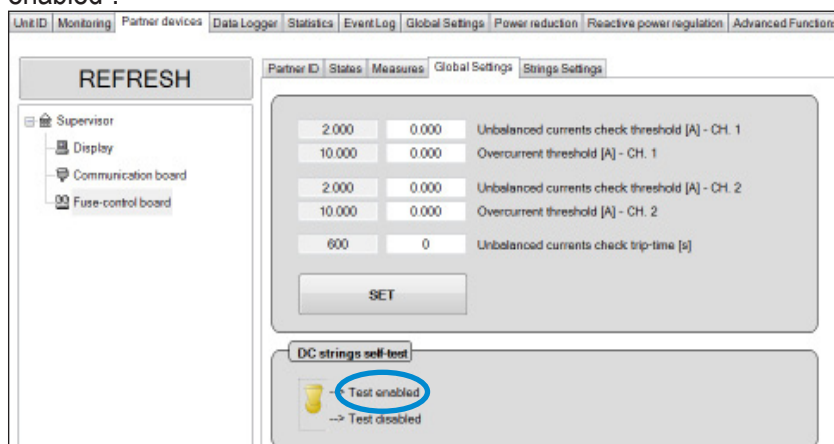 enabled".
Unit ID Monitoring Partner devices Data Logger Statistics Event Log Global Settings Power reduction Reactive power regulation Advanced Functions
REFRESH
Supervisor
Display
Communication board
Fuse-control board
Partner ID States Measures Global Settings Strings Settings
2.000 0.000 Unbalanced currents check threshold [A] - CH. 1
10.000 0.000 Overcurrent threshold [A] - CH. 1
2.000 0.000 Unbalanced currents check threshold [A] - CH. 2
10.000 0.000 Overcurrent threshold [A] - CH. 2
600 0 Unbalanced currents check trip-time [s]
SET
DC strings self-test
--> Test enabled
--> Test disabled